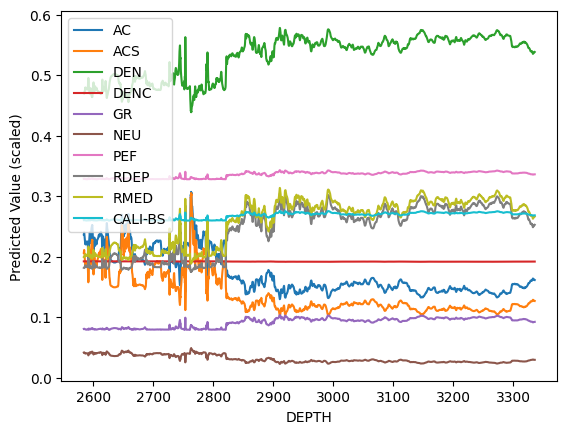 AC
ACS
DEN
DENC
GR
NEU
PEF
RDEP
RMED
CALI-BS
Predicted Value (scaled)
0.6
0.5
0.4
0.3
0.2
0.1
0.0
2600 2700 2800 2900 3000 3100 3200 3300
DEPTH